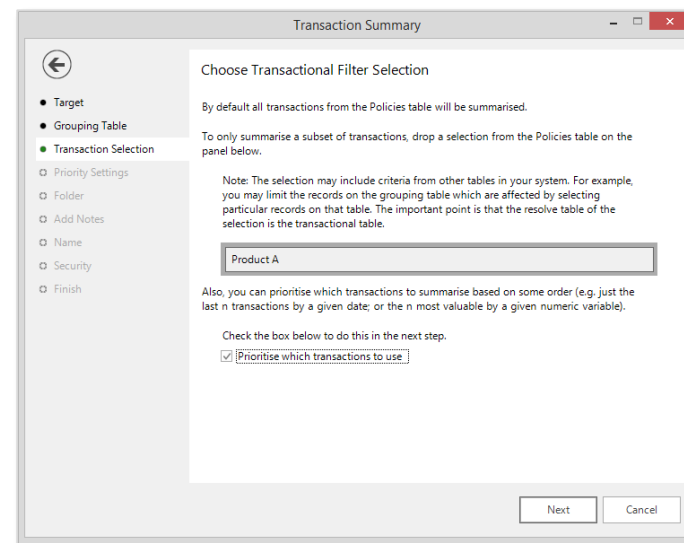 Transaction Summary
Choose Transactional Filter Selection
Target
Grouping Table
Transaction Selection
Priority Settings
Folder
Add Notes
Name
Security
Finish
By default all transactions from the Policies table will be summarised.
To only summarise a subset of transactions, drop a selection from the Policies table on the
panel below.
Note: The selection may include criteria from other tables in your system. For example,
you may limit the records on the grouping table which are affected by selecting
particular records on that table. The important point is that the resolve table of the
selection is the transactional table.
Product A
Also, you can prioritise which transactions to summarise based on some order (e.g. just the
last n transactions by a given date; or the n most valuable by a given numeric variable).
Check the box below to do this in the next step.
Prioritise which transactions to use
Next
Cancel